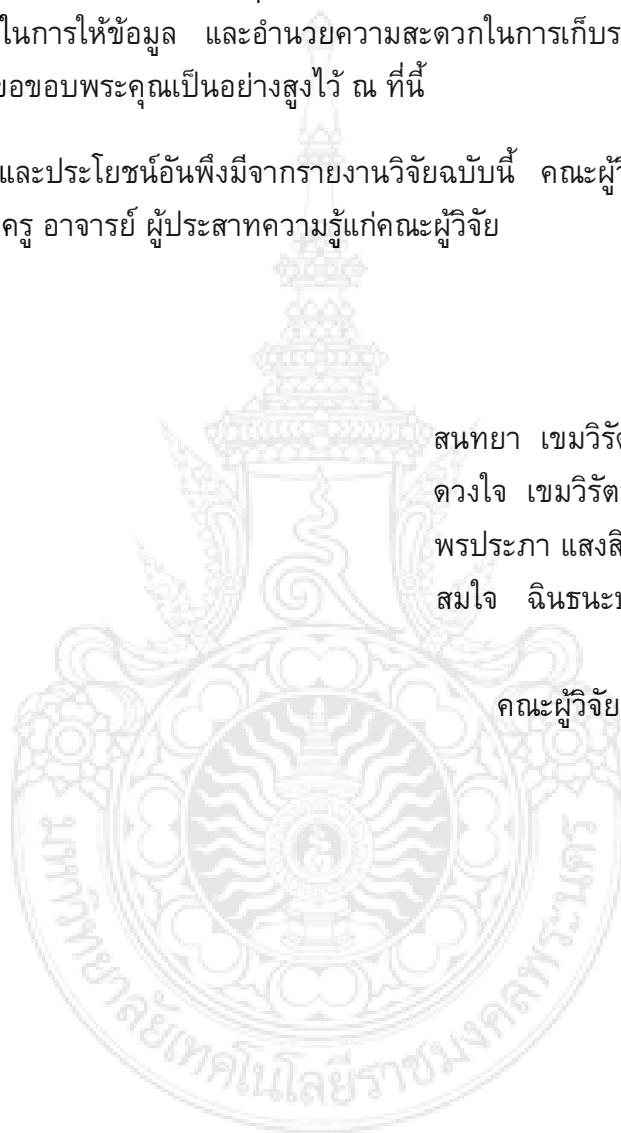 ในการให้ข้อมูล และอำนวยความสะดวกในการเก็บร
ขอขอบพระคุณเป็นอย่างสูงไว้ ณ ที่นี้
และประโยชน์อันพึงมีจากรายงานวิจัยฉบับนี้ คณะผู้วิ
ครู อาจารย์ ผู้ประสาทความรู้แก่คณะผู้วิจัย
สนทยา เขมวิรัต
ดวงใจ เขมวิรัต
พรประภา แสงสิ
สมใจ ฉินธนะ
คณะผู้วิจัย
มหาวิทยาลัยเทคโนโลยีราชมงคลพระนคร